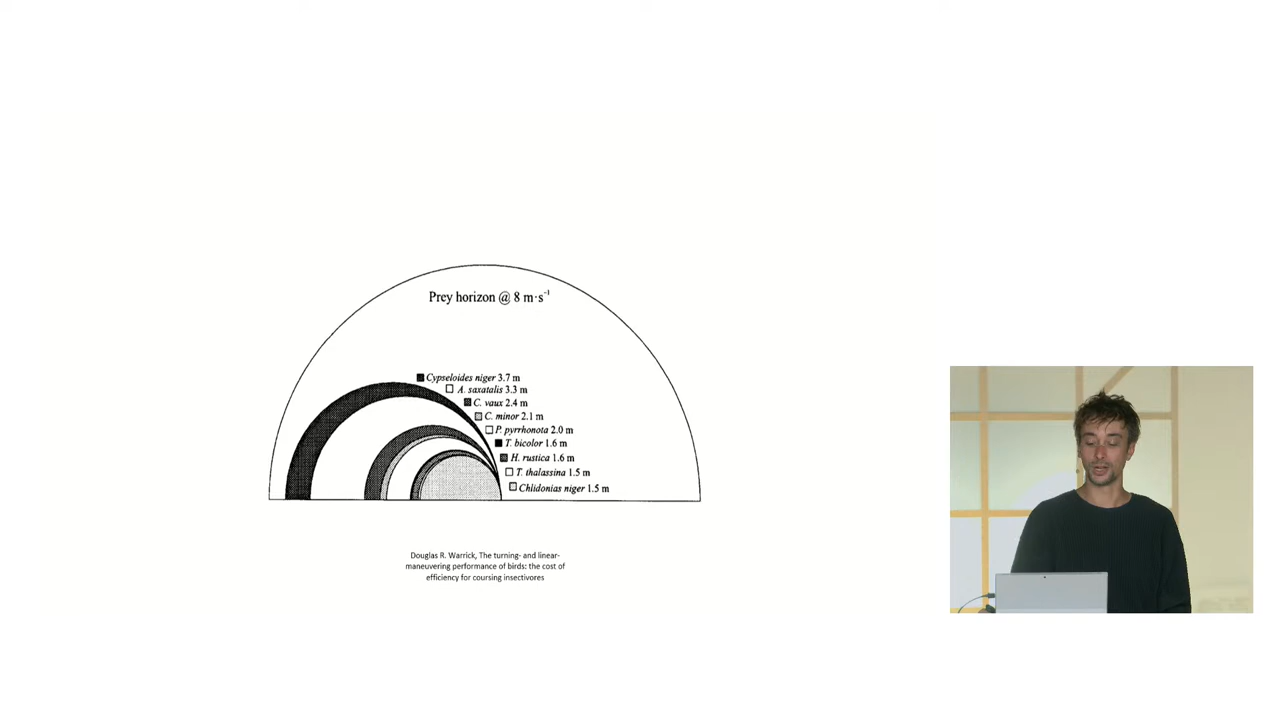 Prey horizon @ 8 m·s⁻¹
Cypseloides niger 3.7 m
A. saxatalis 3.3 m
C. vaux 2.4 m
C. minor 2.1 m
P. pyrrhonota 2.0 m
T. bicolor 1.6 m
H. rustica 1.6 m
T. thalassina 1.5 m
Chlidonias niger 1.5 m
Douglas R. Warrick, The turning- and linear-
maneuvering performance of birds: the cost of
efficiency for coursing insectivores